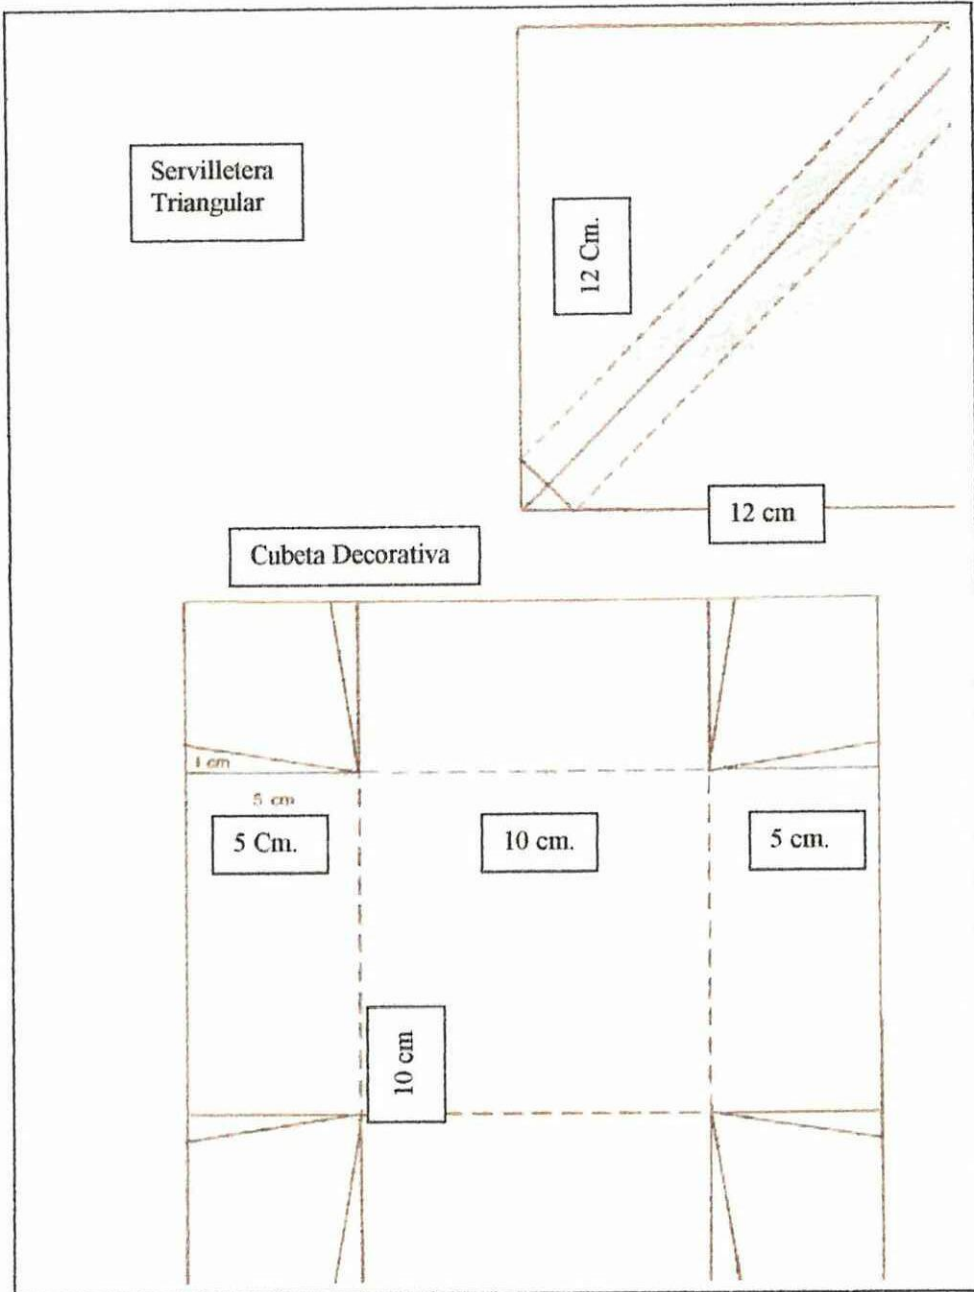 Servilletera
Triangular
12 Cm.
12 cm
Cubeta Decorativa
1 cm
5 cm
5 Cm.
10 cm.
5 cm.
10 cm